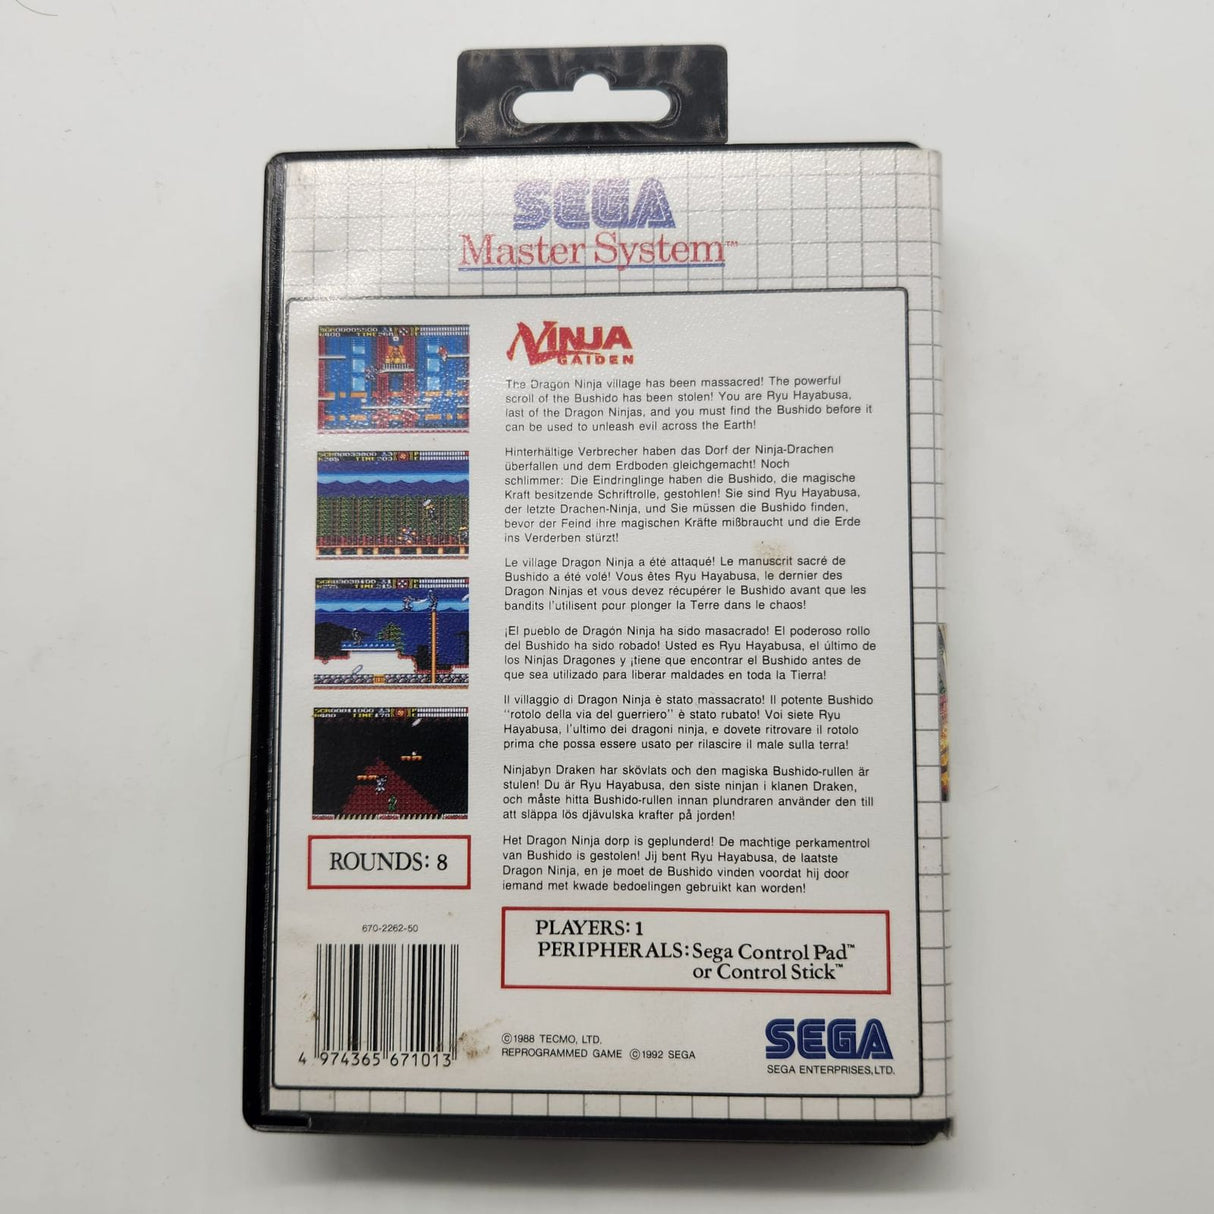 SEGA
Master System™
NINJA
GAIDEN
The Dragon Ninja village has been massacred! The powerful
scroll of the Bushido has been stolen! You are Ryu Hayabusa,
last of the Dragon Ninjas, and you must find the Bushido before it
can be used to unleash evil across the Earth!
Hinterhältige Verbrecher haben das Dorf der Ninja-Drachen
überfallen und dem Erdboden gleichgemacht! Noch
schlimmer: Die Eindringlinge haben die Bushido, die magische
Kraft besitzende Schriftrolle, gestohlen! Sie sind Ryu Hayabusa,
der letzte Drachen-Ninja, und Sie müssen die Bushido finden,
bevor der Feind ihre magischen Kräfte mißbraucht und die Erde
ins Verderben stürzt!
Le village Dragon Ninja a été attaqué! Le manuscrit sacré de
Bushido a été volé! Vous êtes Ryu Hayabusa, le dernier des
Dragon Ninjas et vous devez récupérer le Bushido avant que les
bandits l'utilisent pour plonger la Terre dans le chaos!
¡El pueblo de Dragón Ninja ha sido masacrado! El poderoso rollo
del Bushido ha sido robado! Usted es Ryu Hayabusa, el último de
los Ninjas Dragones y ¡tiene que encontrar el Bushido antes de
que sea utilizado para liberar maldades en toda la Tierra!
Il villaggio di Dragon Ninja è stato massacrato! Il potente Bushido
"rotolo della via del guerriero" è stato rubato! Voi siete Ryu
Hayabusa, l'ultimo dei dragoni ninja, e dovete ritrovare il rotolo
prima che possa essere usato per rilascire il male sulla terra!
Ninjabyn Draken har skövlats och den magiska Bushido-rullen är
stulen! Du är Ryu Hayabusa, den siste ninjan i klanen Draken,
och måste hitta Bushido-rullen innan plundraren använder den till
att släppa lös djävulska krafter på jorden!
Het Dragon Ninja dorp is geplunderd! De machtige perkamentrol
van Bushido is gestolen! Jij bent Ryu Hayabusa, de laatste
Dragon Ninja, en je moet de Bushido vinden voordat hij door
iemand met kwade bedoelingen gebruikt kan worden!
ROUNDS: 8
PLAYERS: 1
PERIPHERALS: Sega Control Pad™
or Control Stick™
670-2262-50
4 974365 671013
©1988 TECMO, LTD.
REPROGRAMMED GAME ©1992 SEGA
SEGA
SEGA ENTERPRISES, LTD.